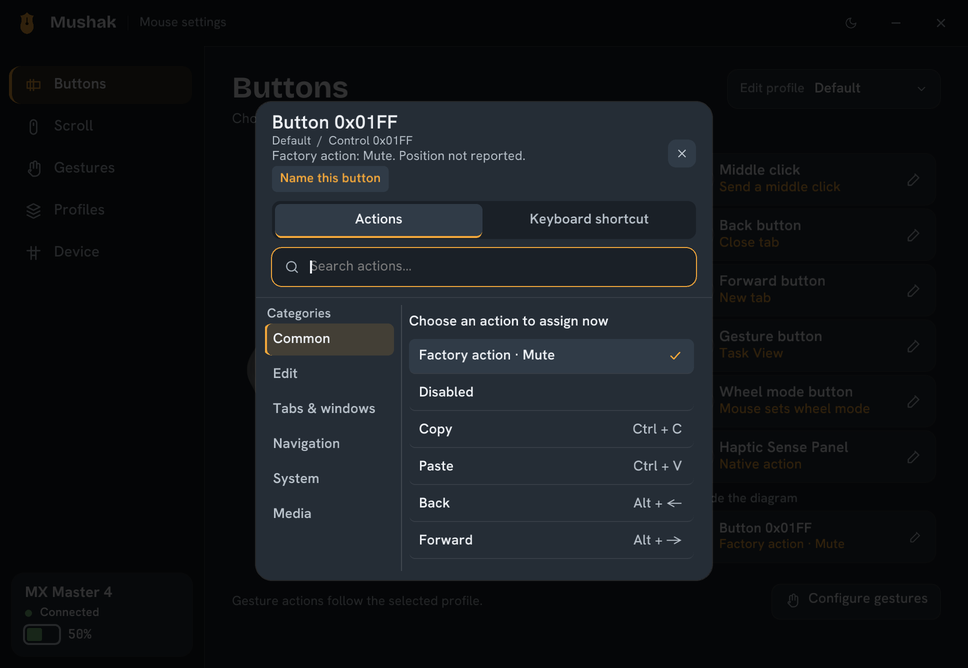 Mushak
Mouse settings
Buttons
Scroll
Gestures
Profiles
Device
MX Master 4
Connected
50%
Buttons
Edit profile Default
Button 0x01FF
Default / Control 0x01FF
Factory action: Mute. Position not reported.
Name this button
Actions
Keyboard shortcut
Search actions...
Categories
Common
Edit
Tabs & windows
Navigation
System
Media
Choose an action to assign now
Factory action · Mute
Disabled
Copy Ctrl + C
Paste Ctrl + V
Back Alt + ←
Forward Alt + →
Middle click
Send a middle click
Back button
Close tab
Forward button
New tab
Gesture button
Task View
Wheel mode button
Mouse sets wheel mode
Haptic Sense Panel
Native action
the diagram
Button 0x01FF
Factory action · Mute
Gesture actions follow the selected profile.
Configure gestures